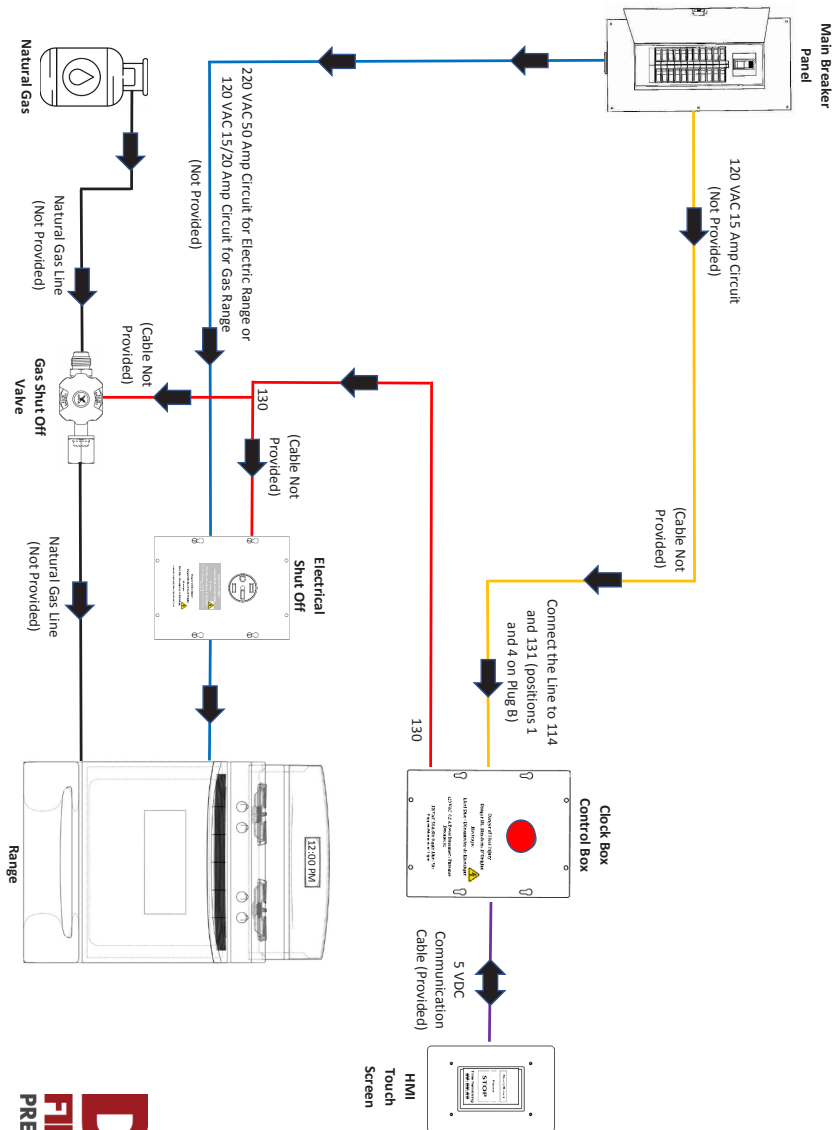 Main Breaker
Panel
120 VAC 15 Amp Circuit
(Not Provided)
(Cable Not
Provided)
Connect the Line to 114
and 131 (positions 1
and 4 on Plug B)
Clock Box
Control Box
5 VDC
Communication
Cable (Provided)
HMI
Touch
Screen
STOP
130
220 VAC 50 Amp Circuit for Electric Range or
120 VAC 15/20 Amp Circuit for Gas Range
(Not Provided)
130
(Cable Not
Provided)
(Cable Not
Provided)
Electrical
Shut Off
Natural Gas
Natural Gas Line
(Not Provided)
Gas Shut Off
Valve
Natural Gas Line
(Not Provided)
12:00 PM
Range
FI
PRE